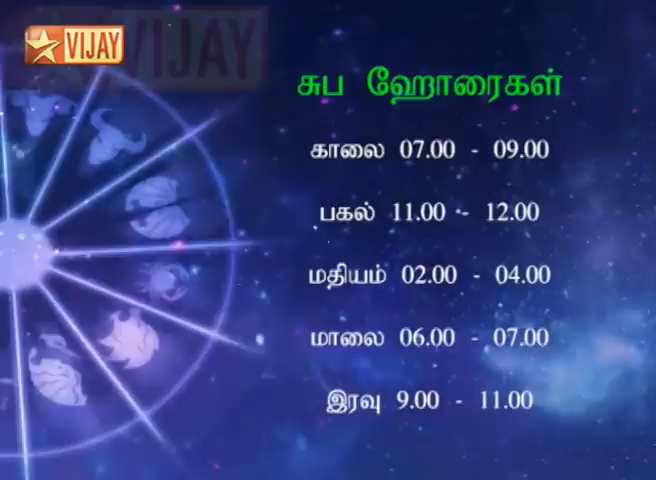 VIJAY
VIJAY
சுப ஹோரைகள்
காலை 07.00 - 09.00
பகல் 11.00 - 12.00
மதியம் 02.00 - 04.00
மாலை 06.00 - 07.00
இரவு 9.00 - 11.00